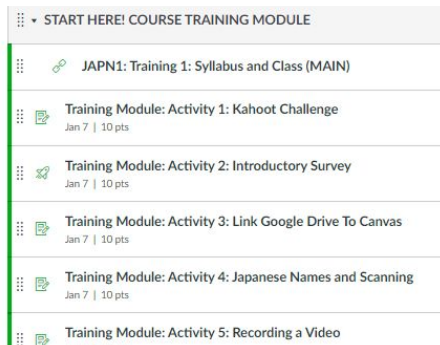 START HERE! COURSE TRAINING MODULE
JAPN1: Training 1: Syllabus and Class (MAIN)
Training Module: Activity 1: Kahoot Challenge
Jan 7 | 10 pts
Training Module: Activity 2: Introductory Survey
Jan 7 | 10 pts
Training Module: Activity 3: Link Google Drive To Canvas
Jan 7 | 10 pts
Training Module: Activity 4: Japanese Names and Scanning
Jan 7 | 10 pts
Training Module: Activity 5: Recording a Video